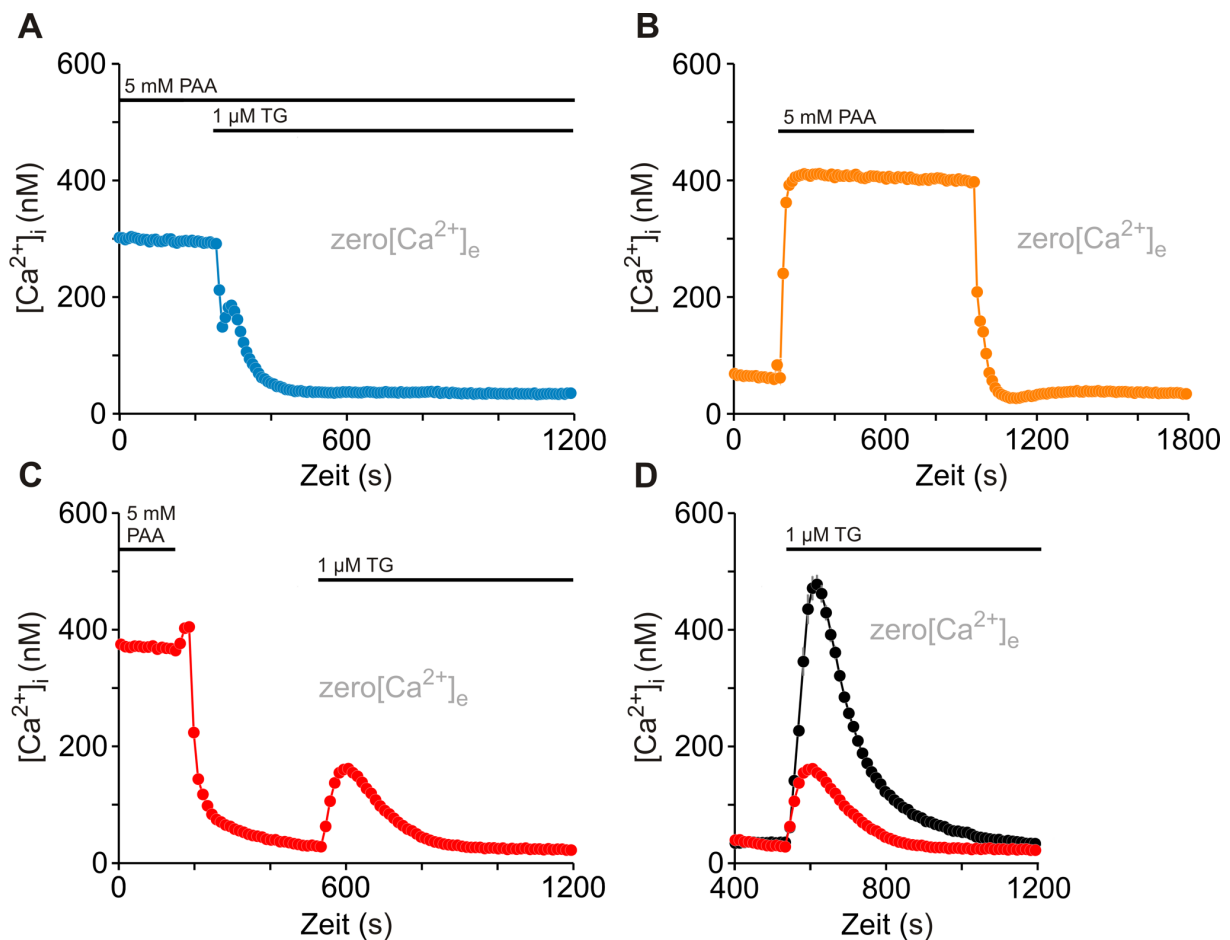 A
600
400
200
0
[Ca²⁺]ᵢ (nM)
5 mM PAA
1 µM TG
zero[Ca²⁺]ₑ
0
600
1200
Zeit (s)
B
600
400
200
0
[Ca²⁺]ᵢ (nM)
5 mM PAA
zero[Ca²⁺]ₑ
0
600
1200
1800
Zeit (s)
C
600
400
200
0
[Ca²⁺]ᵢ (nM)
5 mM
PAA
1 µM TG
zero[Ca²⁺]ₑ
0
600
1200
Zeit (s)
D
600
400
200
0
[Ca²⁺]ᵢ (nM)
1 µM TG
zero[Ca²⁺]ₑ
400
800
1200
Zeit (s)